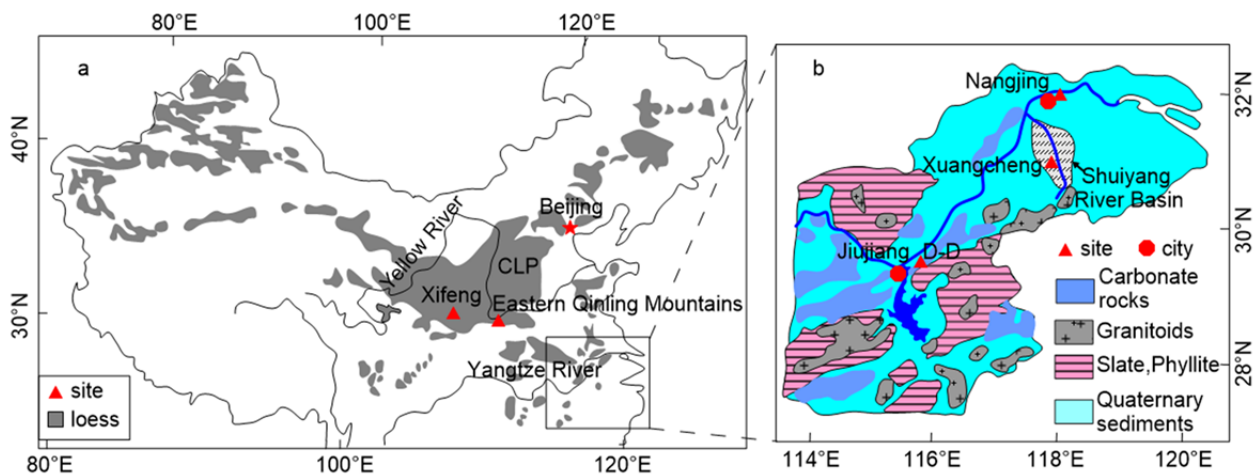 80°E
100°E
120°E
a
40°N
30°N
Beijing
Yellow River
CLP
Xifeng
Eastern Qinling Mountains
Yangtze River
site
loess
100°E
120°E
b
Nangjing
32°N
Xuangcheng
Shuiyang
River Basin
30°N
Jiujiang
D-D
site
city
Carbonate
rocks
Granitoids
Slate,Phyllite
28°N
Quaternary
sediments
114°E
116°E
118°E
120°E